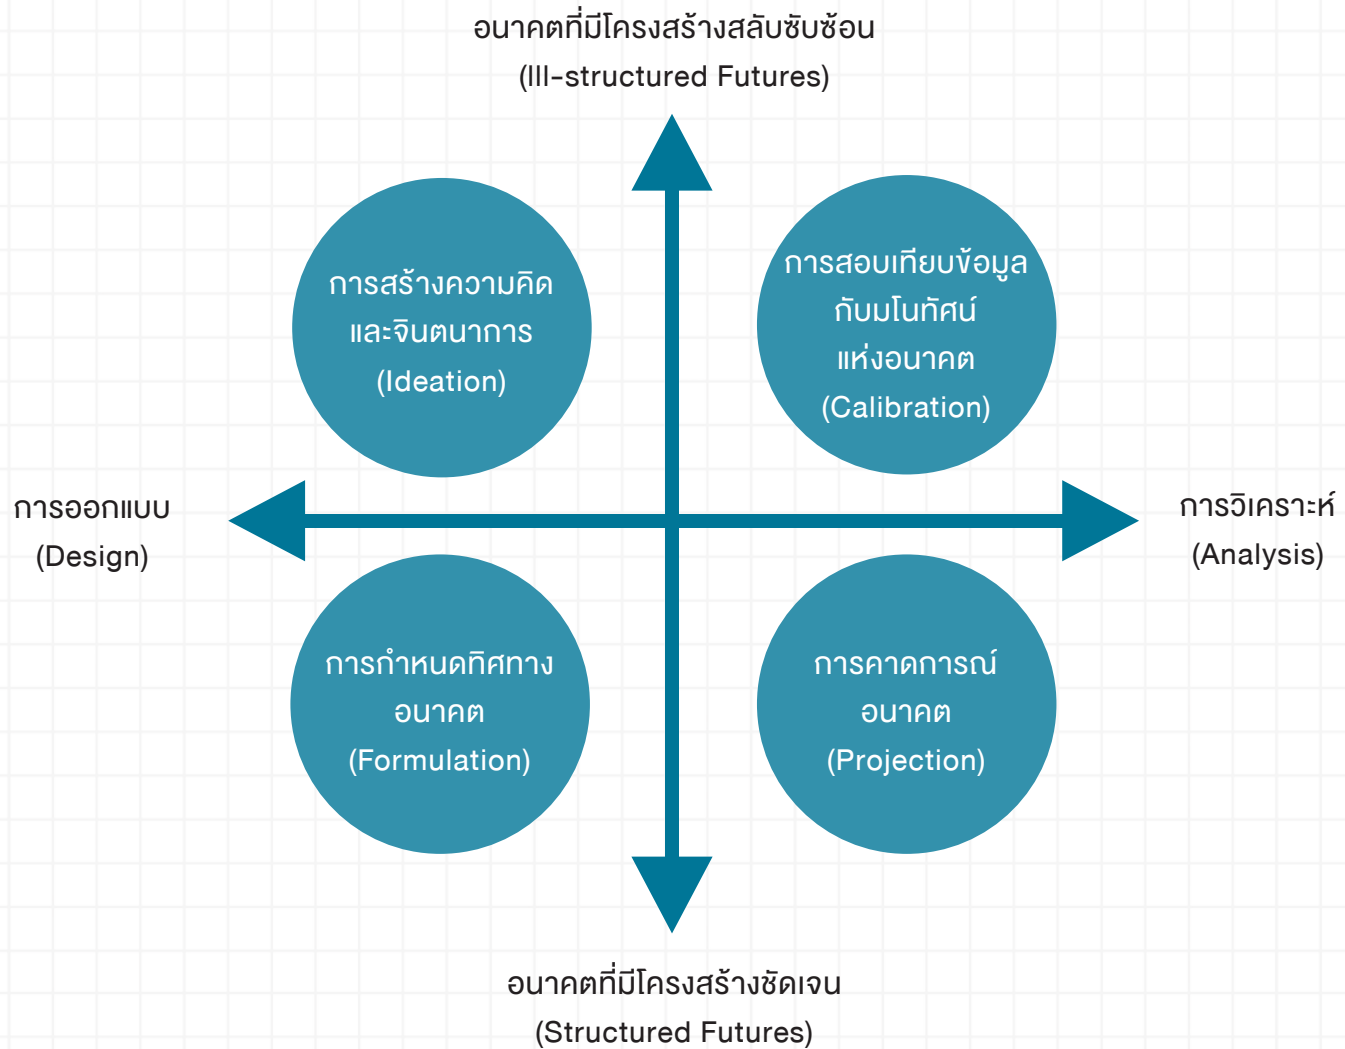 อนาคตที่มีโครงสร้างสลับซับซ้อน
(Ill-structured Futures)
การสร้างความคิด
และจินตนาการ
(Ideation)
การสอบเทียบข้อมูล
กับมโนทัศน์
แห่งอนาคต
(Calibration)
การออกแบบ
(Design)
การวิเคราะห์
(Analysis)
การกำหนดทิศทาง
อนาคต
(Formulation)
การคาดการณ์
อนาคต
(Projection)
อนาคตที่มีโครงสร้างชัดเจน
(Structured Futures)